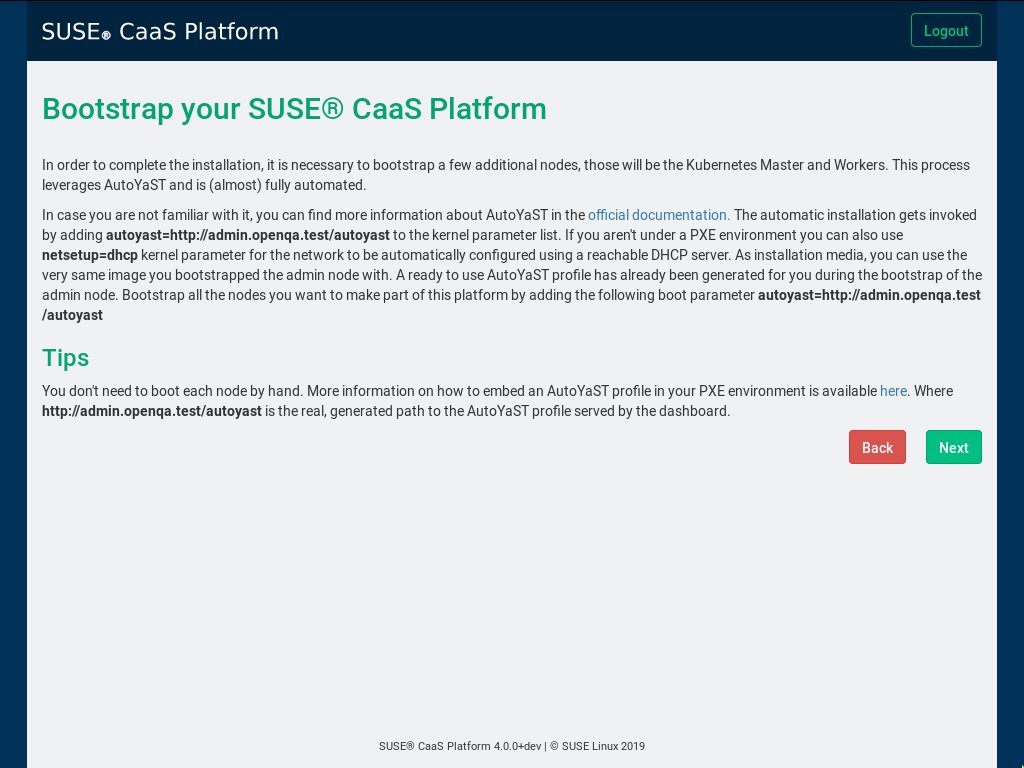 SUSE® CaaS Platform
Logout
Bootstrap your SUSE® CaaS Platform
In order to complete the installation, it is necessary to bootstrap a few additional nodes, those will be the Kubernetes Master and Workers. This process
leverages AutoYaST and is (almost) fully automated.
In case you are not familiar with it, you can find more information about AutoYaST in the official documentation. The automatic installation gets invoked
by adding autoyast=http://admin.openqa.test/autoyast to the kernel parameter list. If you aren't under a PXE environment you can also use
netsetup=dhcp kernel parameter for the network to be automatically configured using a reachable DHCP server. As installation media, you can use the
very same image you bootstrapped the admin node with. A ready to use AutoYaST profile has already been generated for you during the bootstrap of the
admin node. Bootstrap all the nodes you want to make part of this platform by adding the following boot parameter autoyast=http://admin.openqa.test
/autoyast
Tips
You don't need to boot each node by hand. More information on how to embed an AutoYaST profile in your PXE environment is available here. Where
http://admin.openqa.test/autoyast is the real, generated path to the AutoYaST profile served by the dashboard.
Back Next
SUSE® CaaS Platform 4.0.0+dev | © SUSE Linux 2019